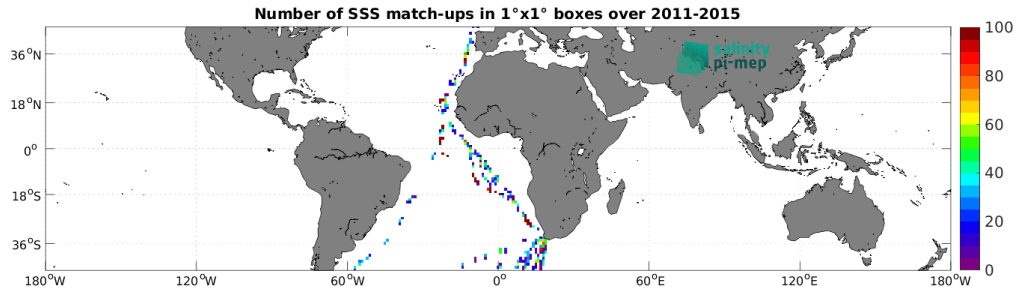 Number of SSS match-ups in 1°x1° boxes over 2011-2015
salinity
pi-mep
36°N
18°N
0°
18°S
36°S
180°W
120°W
60°W
0°
60°E
120°E
180°W
100
80
60
40
20
0